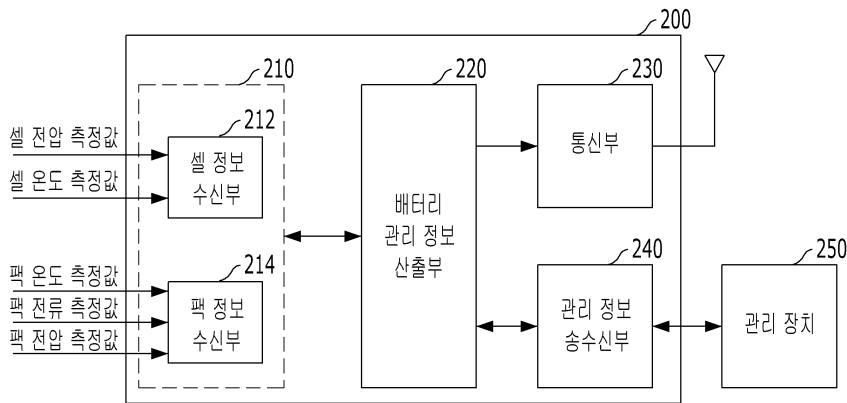 200
210
220
230
212
셀 전압 측정값
셀 온도 측정값
셀 정보
수신부
배터리
관리 정보
산출부
통신부
214
240
250
팩 온도 측정값
팩 전류 측정값
팩 전압 측정값
팩 정보
수신부
관리 정보
송수신부
관리 장치